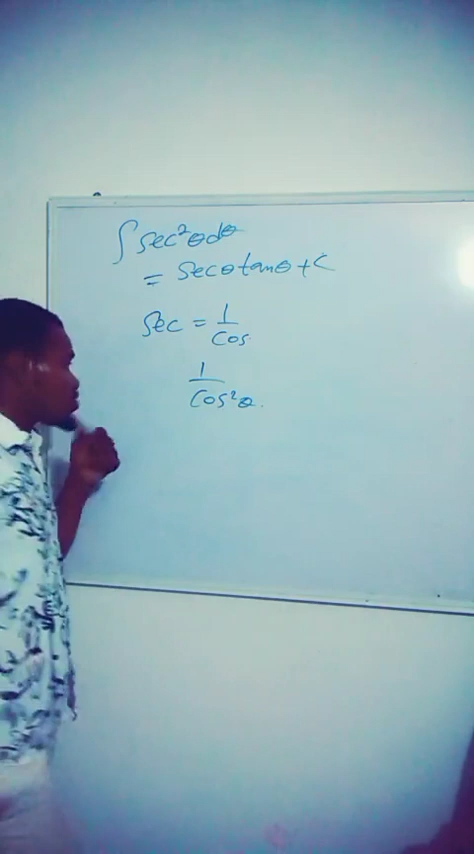 ∫ sec²θdθ
= secθtanθ + c
sec = 1/cos
1/cos²θ.